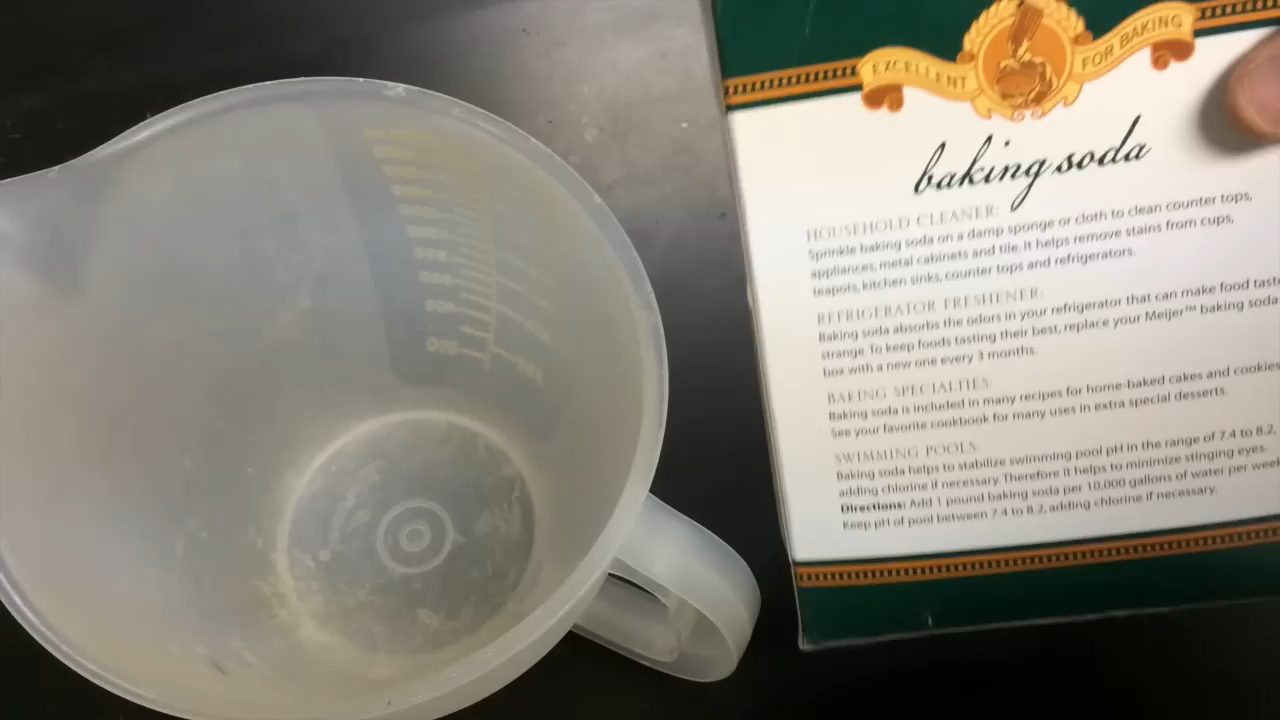 EXCELLENT FOR BAKING
baking soda
HOUSEHOLD CLEANER:
Sprinkle baking soda on a damp sponge or cloth to clean counter tops,
appliances, metal cabinets and tile. It helps remove stains from cups,
teapots, kitchen sinks, counter tops and refrigerators.
REFRIGERATOR FRESHENER:
Baking soda absorbs the odors in your refrigerator that can make food taste
strange. To keep foods tasting their best, replace your Meijer™ baking soda
box with a new one every 3 months.
BAKING SPECIALTIES:
Baking soda is included in many recipes for home-baked cakes and cookies
See your favorite cookbook for many uses in extra special desserts.
SWIMMING POOLS:
Baking soda helps to stabilize swimming pool pH in the range of 7.4 to 8.2,
adding chlorine if necessary. Therefore it helps to minimize stinging eyes.
Directions: Add 1 pound baking soda per 10,000 gallons of water per week
Keep pH of pool between 7.4 to 8.2, adding chlorine if necessary.